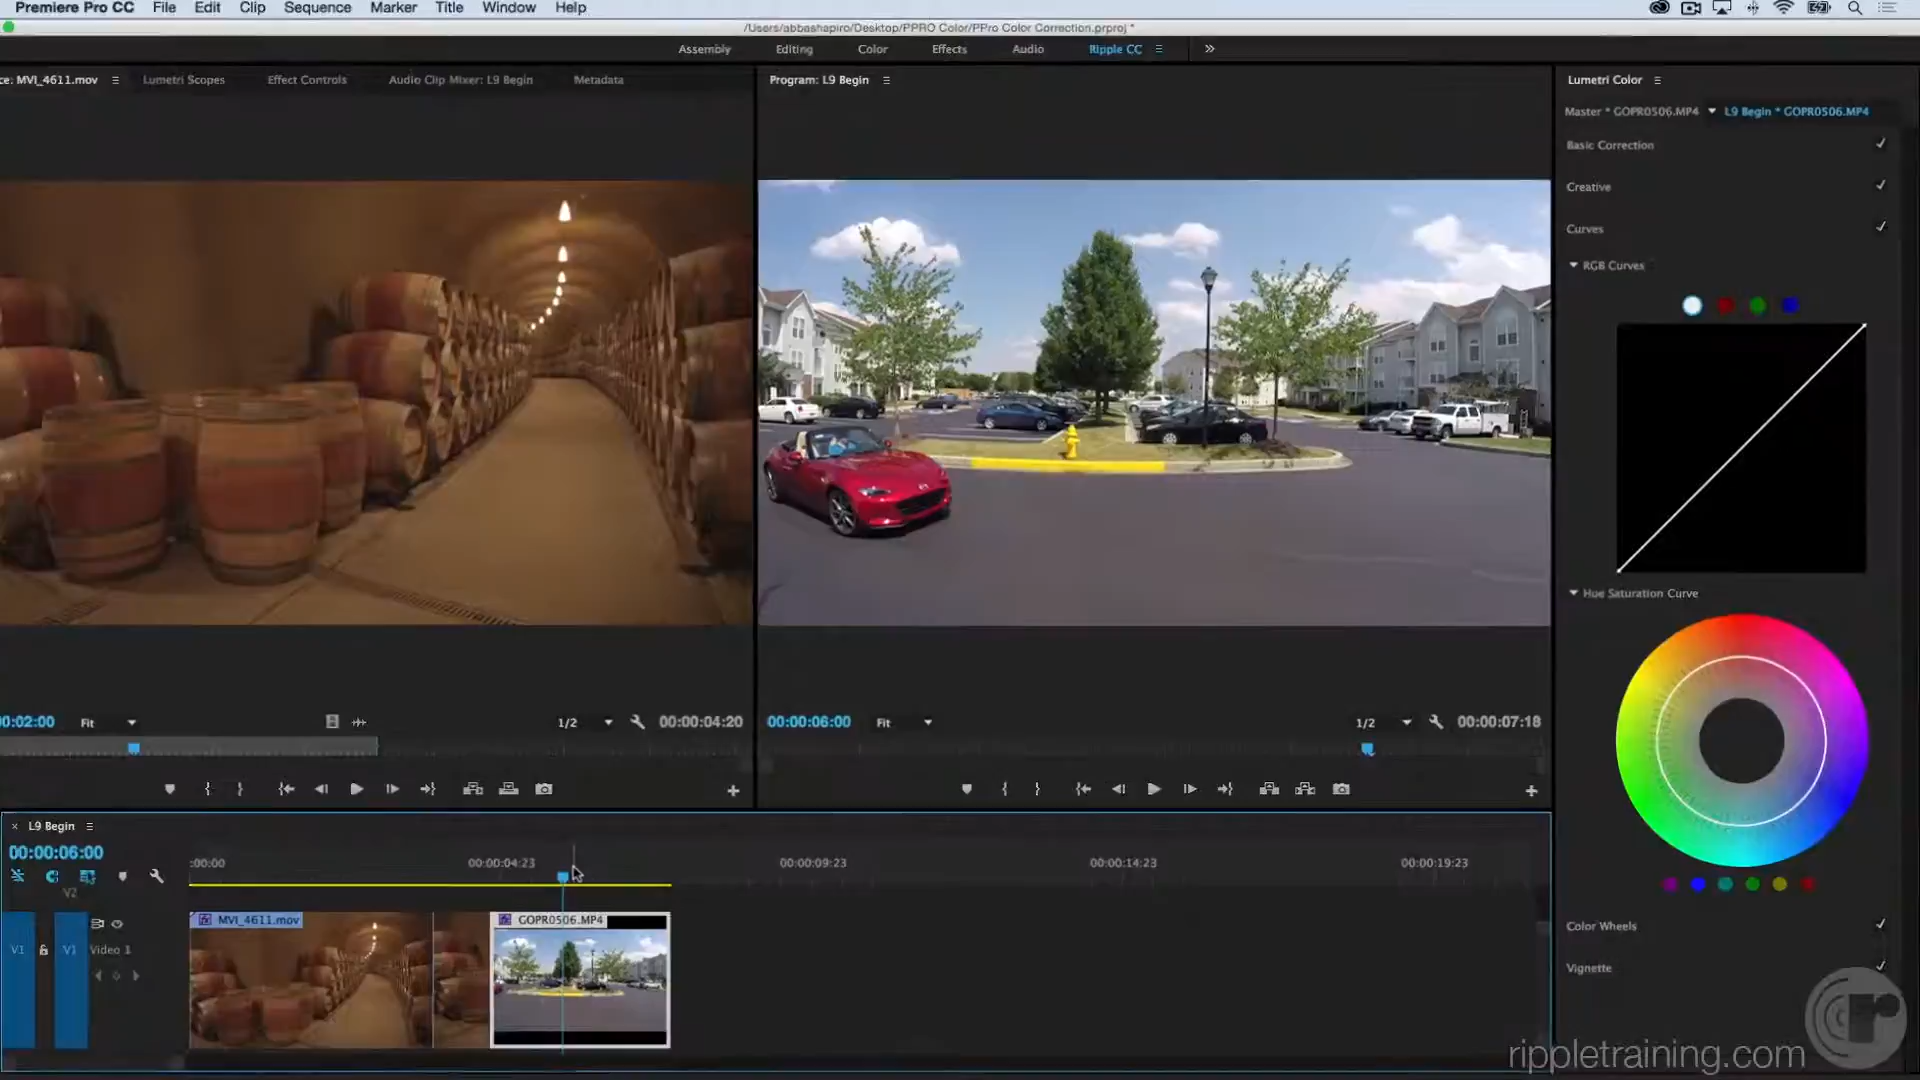 Premiere Pro CC File Edit Clip Sequence Marker Title Window Help
/Users/abbashapiro/Desktop/PPRO Color/PPro Color Correction.prproj *
Assembly Editing Color Effects Audio Ripple CC
ce: MVI_4611.mov Lumetri Scopes Effect Controls Audio Clip Mixer: L9 Begin Metadata
Program: L9 Begin
Lumetri Color
Master * GOPR0506.MP4 L9 Begin * GOPR0506.MP4
Basic Correction
Creative
Curves
RGB Curves
Hue Saturation Curve
0:02:00 Fit 1/2 00:00:04:20
00:00:06:00 Fit 1/2 00:00:07:18
L9 Begin
00:00:06:00
:00:00 00:00:04:23 00:00:09:23 00:00:14:23 00:00:19:23
V2
MVI_4611.mov GOPR0506.MP4
V1 V1 Video 1
Color Wheels
Vignette
rippletraining.com